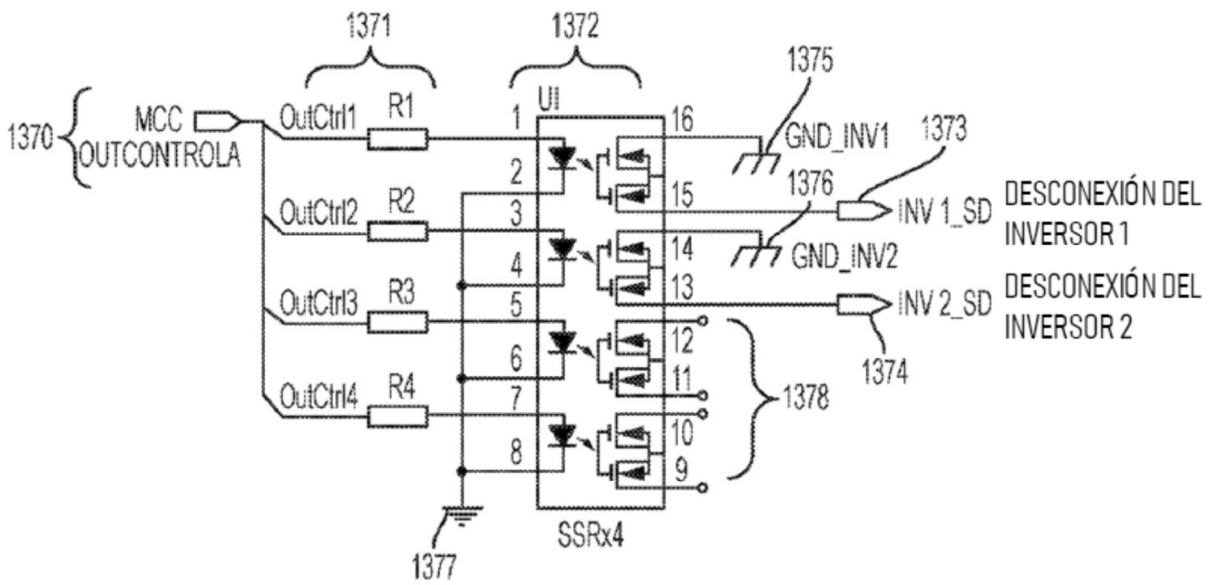 1371
1372
1375
1370
MCC
OUTCONTROLA
OutCtrl1
R1
1
UI
16
GND_INV1
1373
2
15
1376
INV 1_SD
DESCONEXIÓN DEL
INVERSOR 1
OutCtrl2
R2
3
14
GND_INV2
4
13
INV 2_SD
DESCONEXIÓN DEL
INVERSOR 2
OutCtrl3
R3
5
12
1374
6
11
1378
OutCtrl4
R4
7
10
8
9
1377
SSRx4